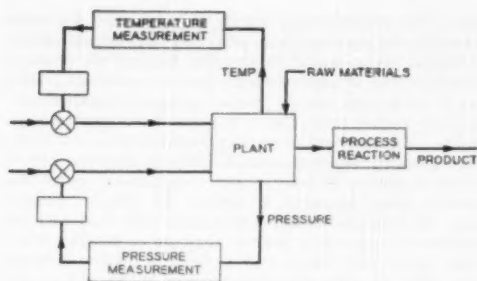 TEMPERATURE
MEASUREMENT
TEMP
RAW MATERIALS
PLANT
PROCESS
REACTION
PRODUCT
PRESSURE
PRESSURE
MEASUREMENT